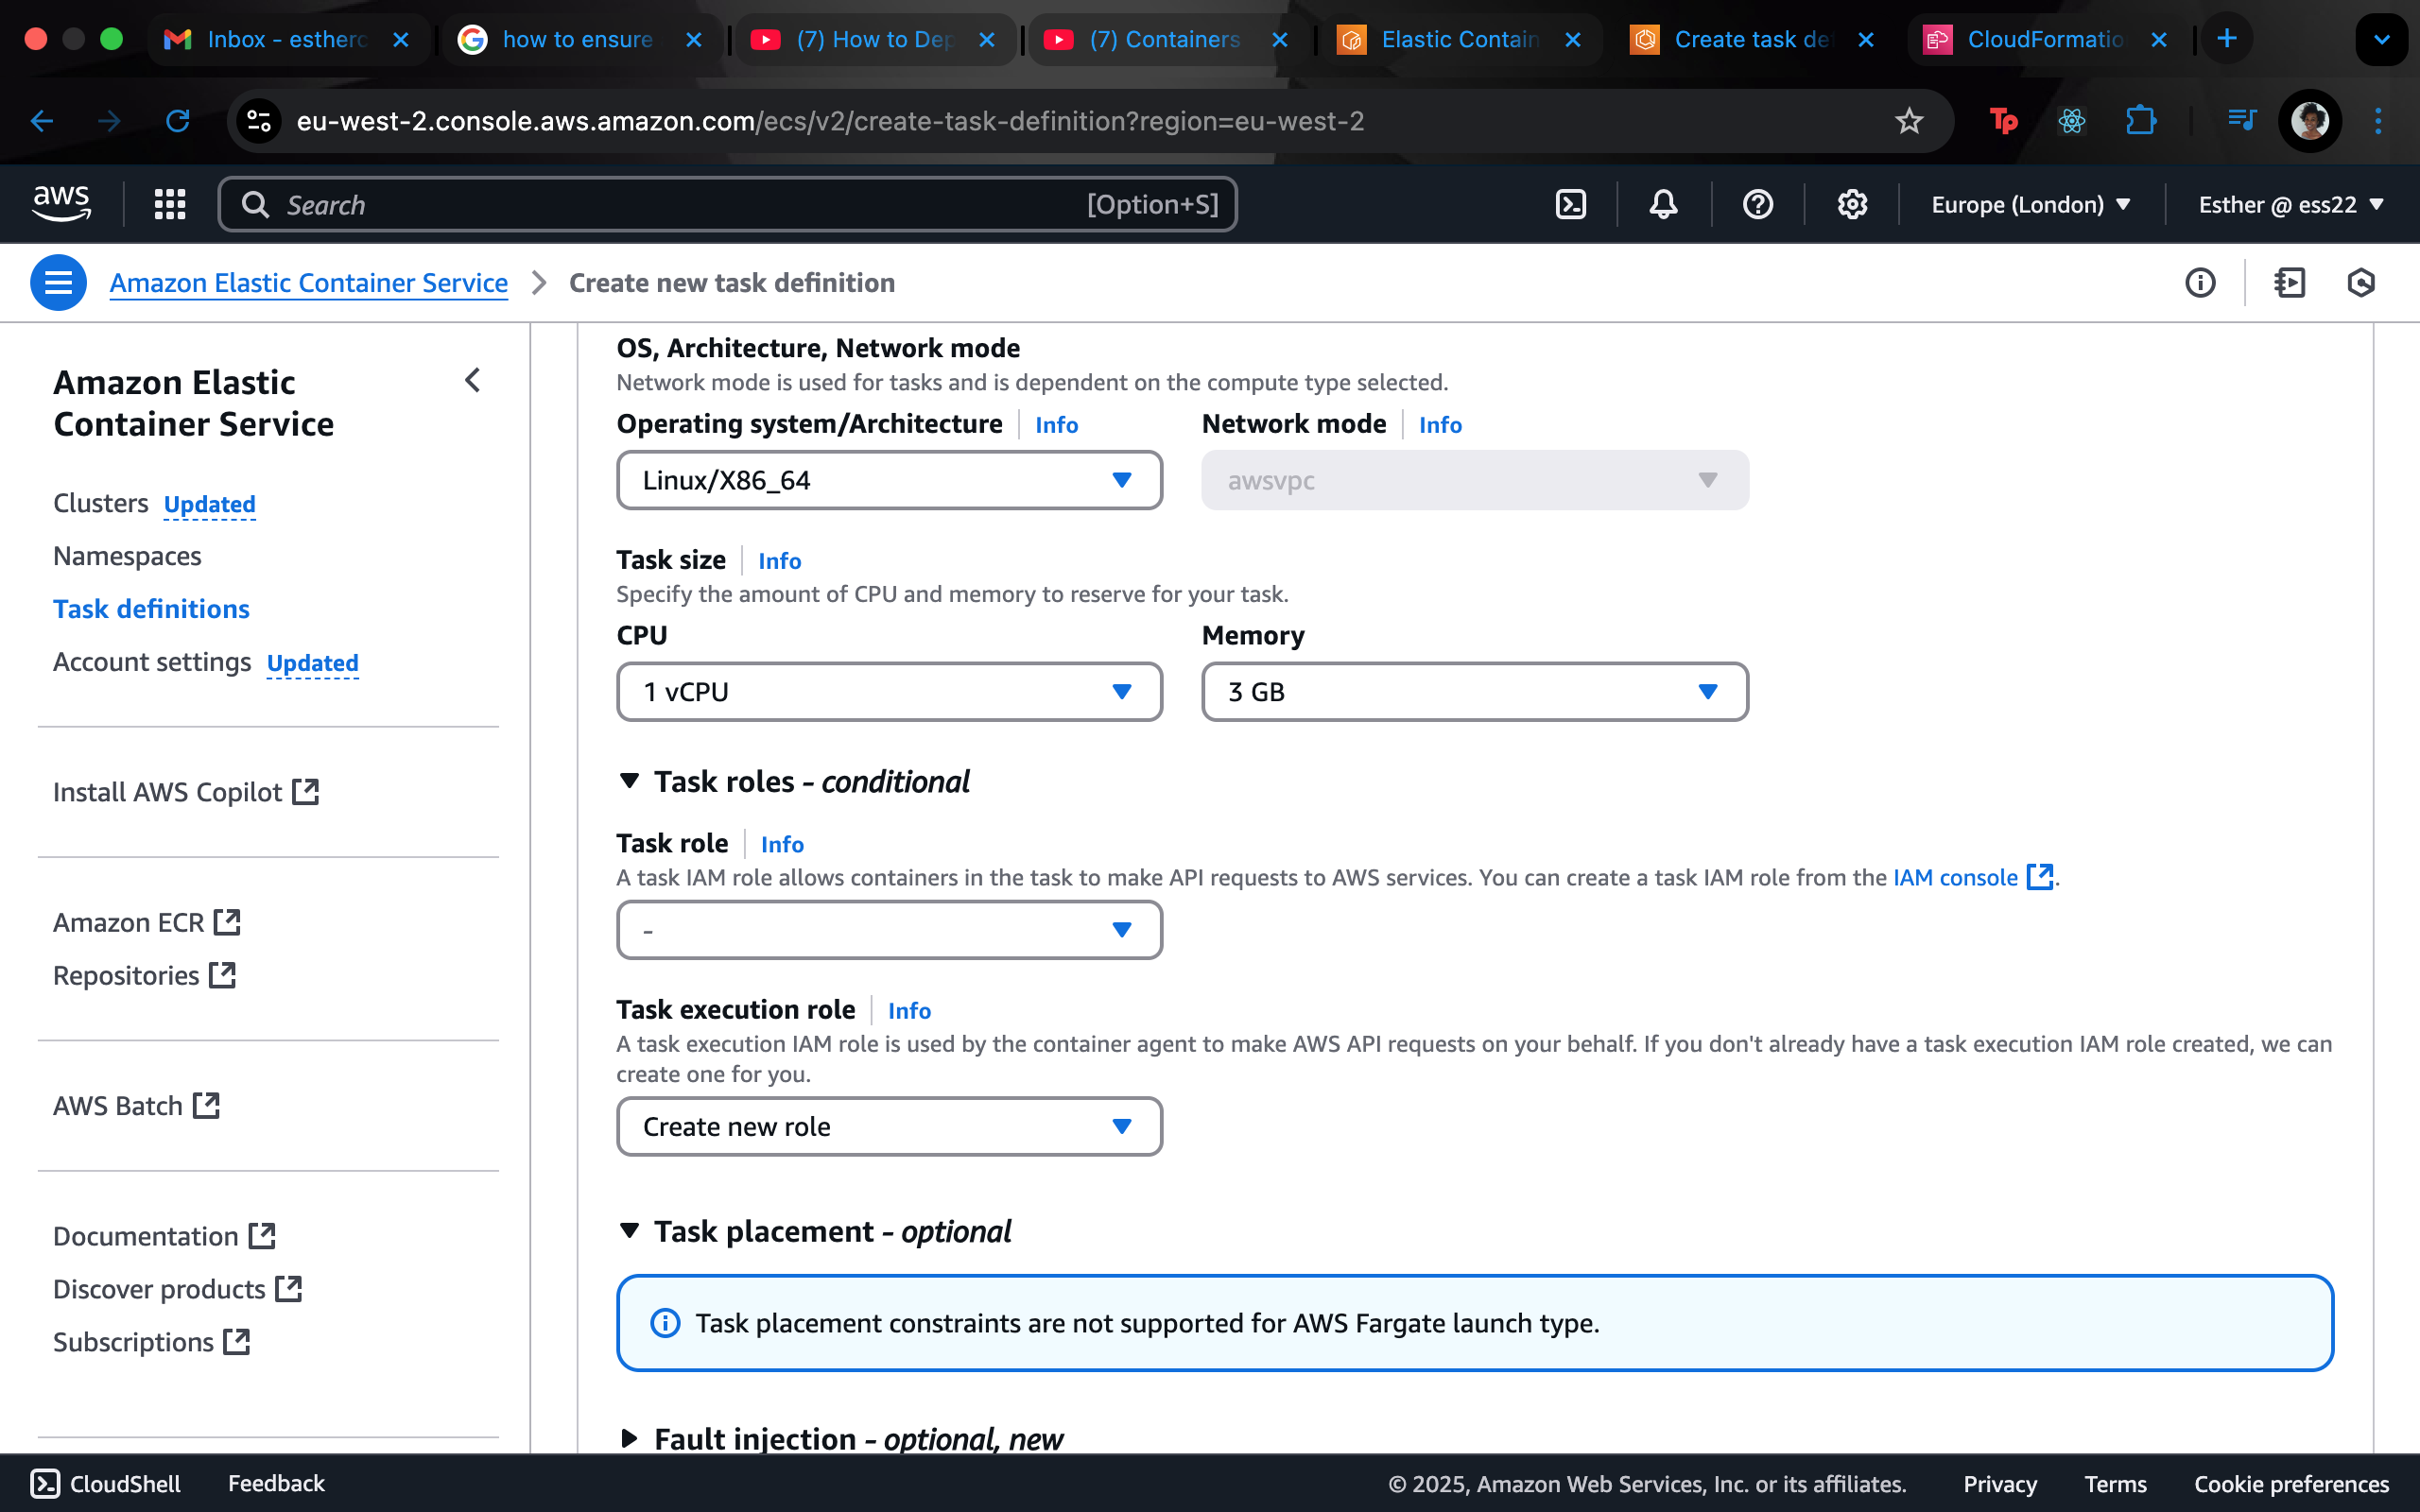 Inbox - estherc
how to ensure
(7) How to Dep
(7) Containers
Elastic Contain
Create task def
CloudFormatio
eu-west-2.console.aws.amazon.com/ecs/v2/create-task-definition?region=eu-west-2
Tp
aws
Search
[Option+S]
Europe (London)
Esther @ ess22
Amazon Elastic Container Service
Create new task definition
Amazon Elastic
Container Service
Clusters Updated
Namespaces
Task definitions
Account settings Updated
Install AWS Copilot
Amazon ECR
Repositories
AWS Batch
Documentation
Discover products
Subscriptions
OS, Architecture, Network mode
Network mode is used for tasks and is dependent on the compute type selected.
Operating system/Architecture Info
Network mode Info
Linux/X86_64
awsvpc
Task size Info
Specify the amount of CPU and memory to reserve for your task.
CPU
Memory
1 vCPU
3 GB
Task roles - conditional
Task role Info
A task IAM role allows containers in the task to make API requests to AWS services. You can create a task IAM role from the IAM console.
-
Task execution role Info
A task execution IAM role is used by the container agent to make AWS API requests on your behalf. If you don't already have a task execution IAM role created, we can
create one for you.
Create new role
Task placement - optional
Task placement constraints are not supported for AWS Fargate launch type.
Fault injection - optional, new
CloudShell
Feedback
© 2025, Amazon Web Services, Inc. or its affiliates.
Privacy
Terms
Cookie preferences